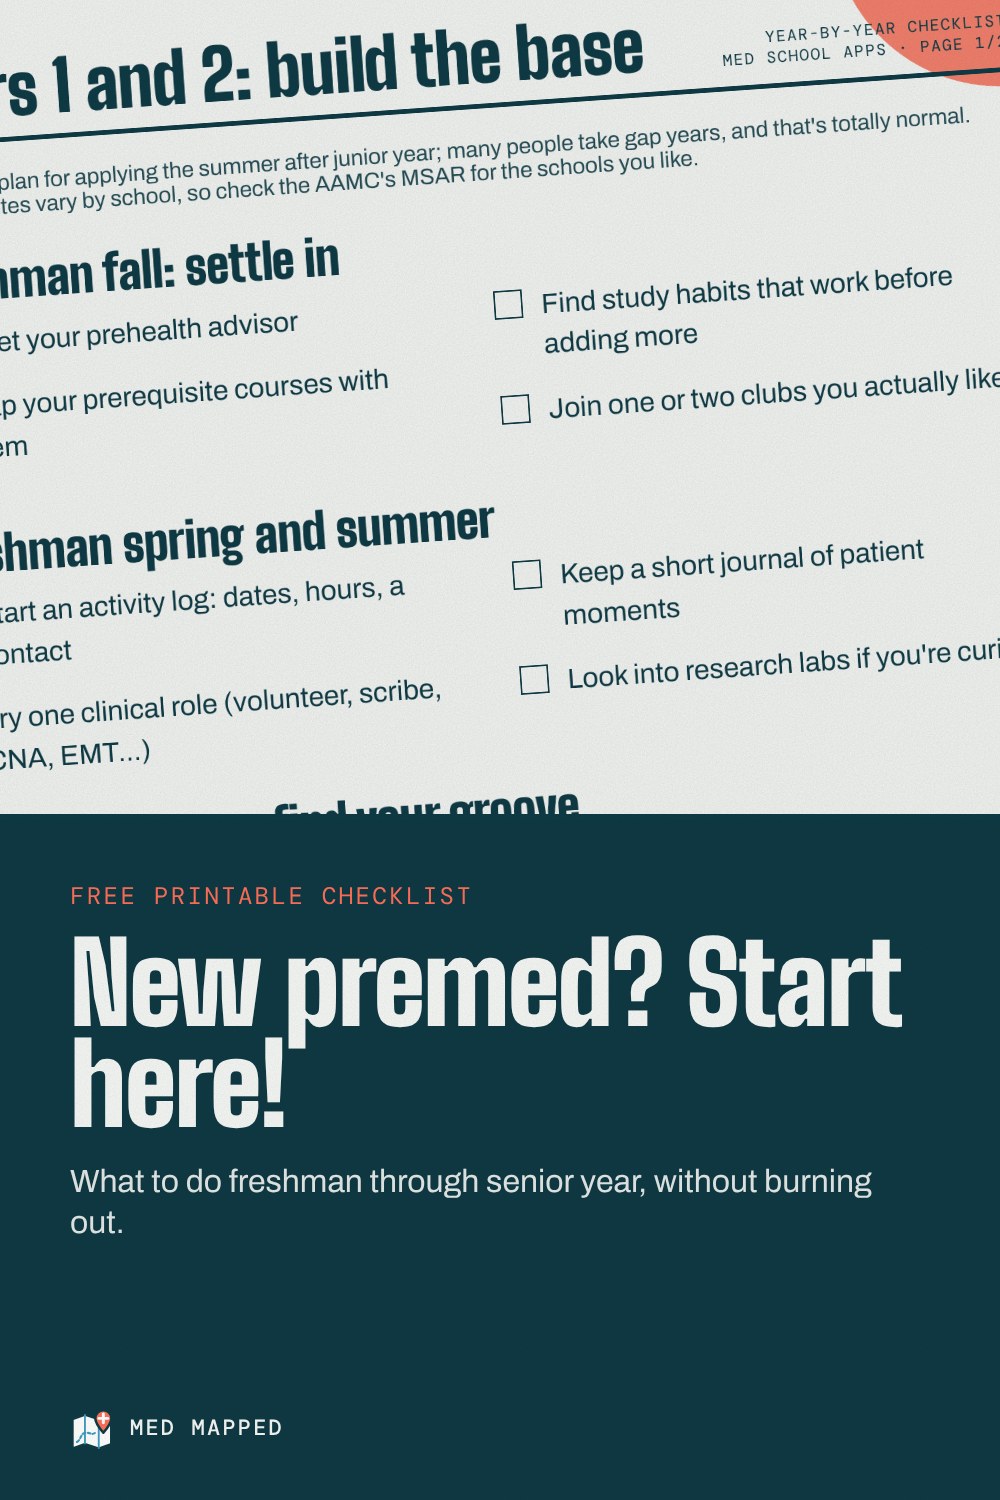 rs 1 and 2: build the base
YEAR-BY-YEAR CHECKLIST
MED SCHOOL APPS · PAGE 1/2
plan for applying the summer after junior year; many people take gap years, and that's totally normal.
tes vary by school, so check the AAMC's MSAR for the schools you like.
hman fall: settle in
et your prehealth advisor
ap your prerequisite courses with
em
Find study habits that work before
adding more
Join one or two clubs you actually like
shman spring and summer
tart an activity log: dates, hours, a
ontact
ry one clinical role (volunteer, scribe,
CNA, EMT...)
Keep a short journal of patient
moments
Look into research labs if you're curi
find your groove
FREE PRINTABLE CHECKLIST
New premed? Start
here!
What to do freshman through senior year, without burning
out.
MED MAPPED